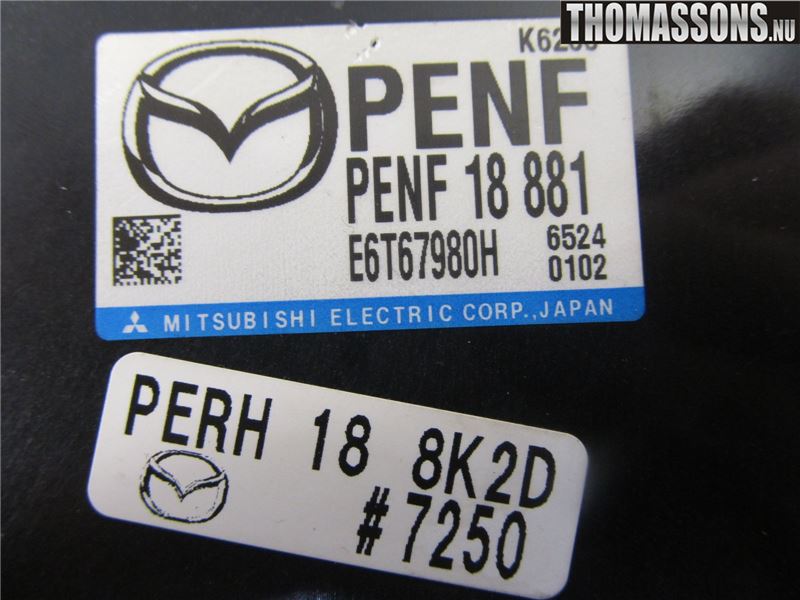 THOMASSONS.NU
PENF
PENF 18 881
E6T67980H
6524
0102
MITSUBISHI ELECTRIC CORP.,JAPAN
PERH 18 8K2D
#7250